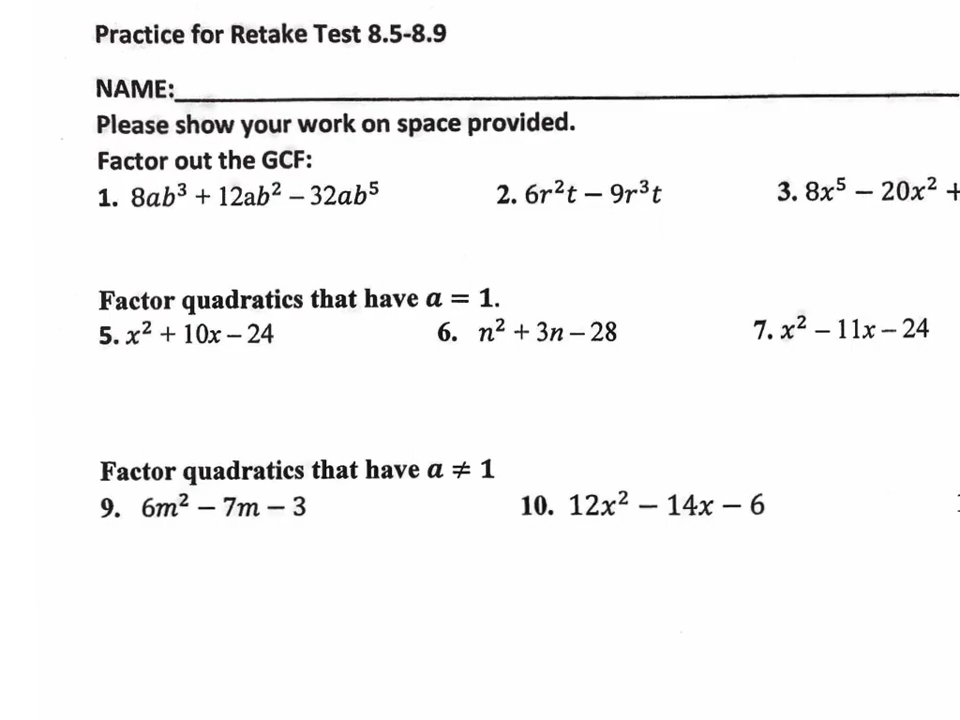 Practice for Retake Test 8.5-8.9
NAME:
Please show your work on space provided.
Factor out the GCF:
1. 8ab³ + 12ab² – 32ab⁵ 2. 6r²t – 9r³t 3. 8x⁵ – 20x² +
Factor quadratics that have a = 1.
5. x² + 10x – 24 6. n² + 3n – 28 7. x² – 11x – 24
Factor quadratics that have a ≠ 1
9. 6m² – 7m – 3 10. 12x² – 14x – 6